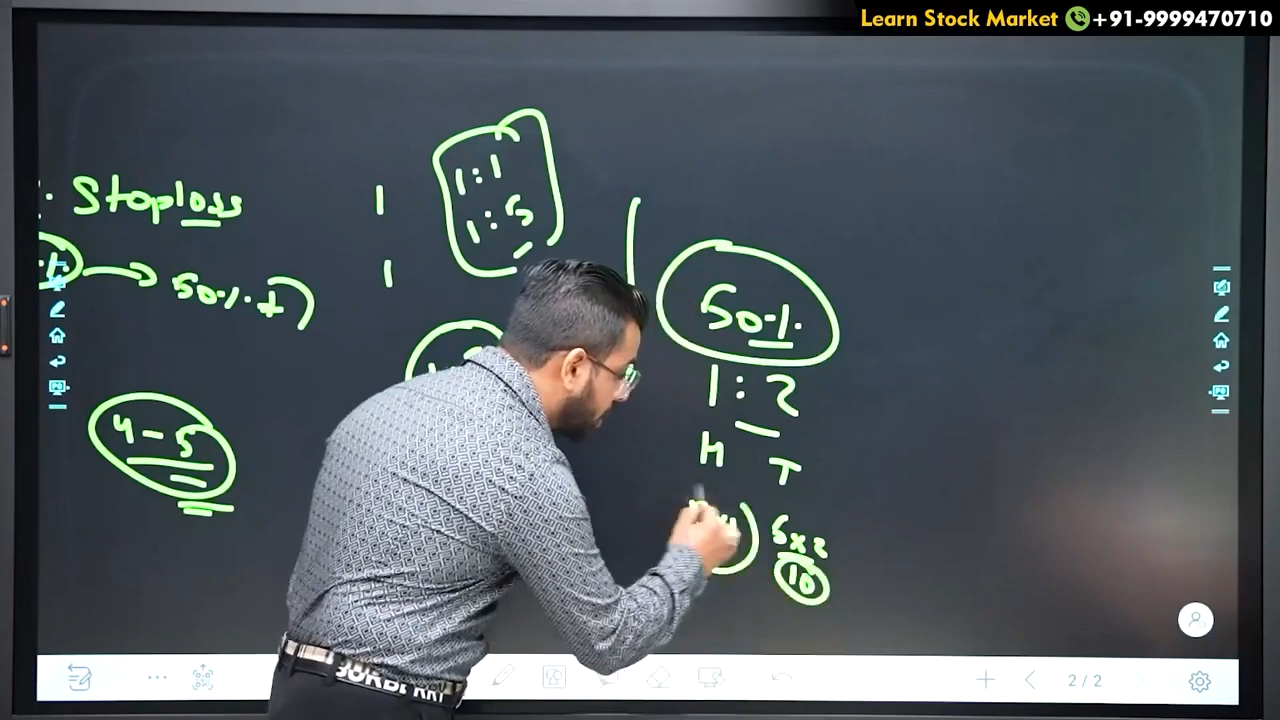 Learn Stock Market +91-9999470710
Stoploss
1
1:1
1:5
50%
1
50%
1:2
H T
4-5
5x2
10
BURBERRY
2/2